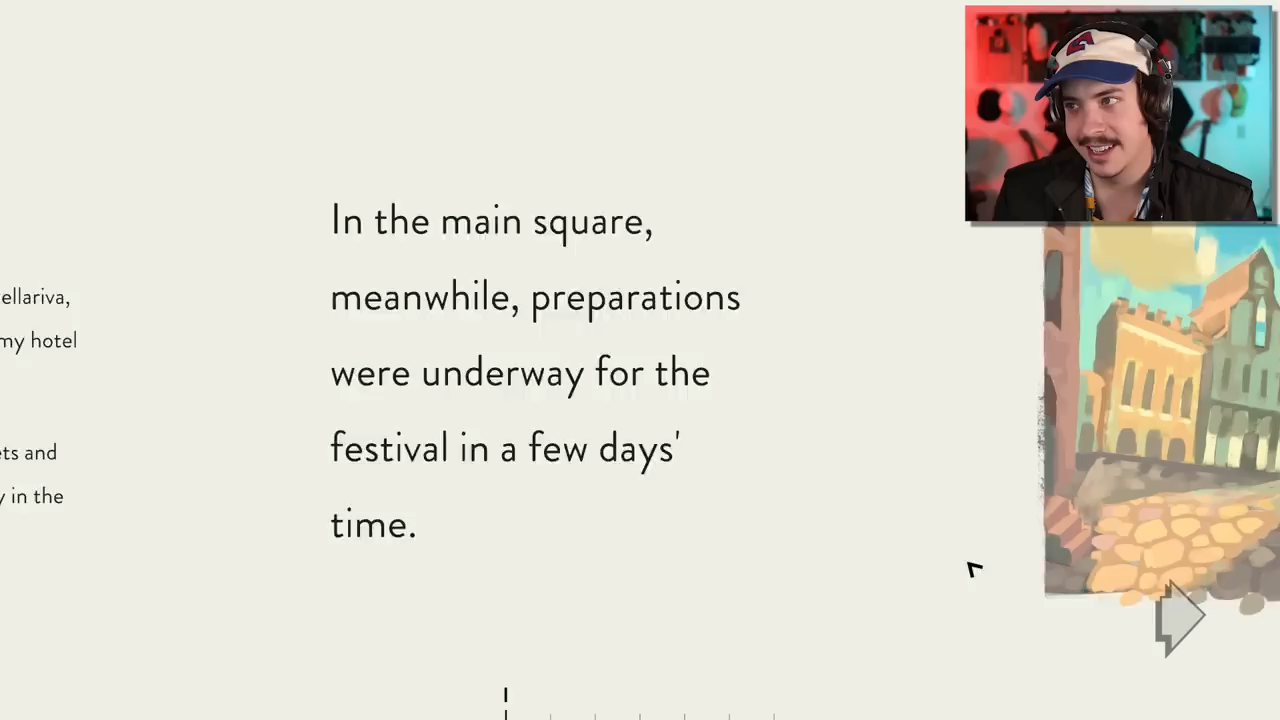 ellariva,
my hotel
ets and
y in the
In the main square,
meanwhile, preparations
were underway for the
festival in a few days'
time.